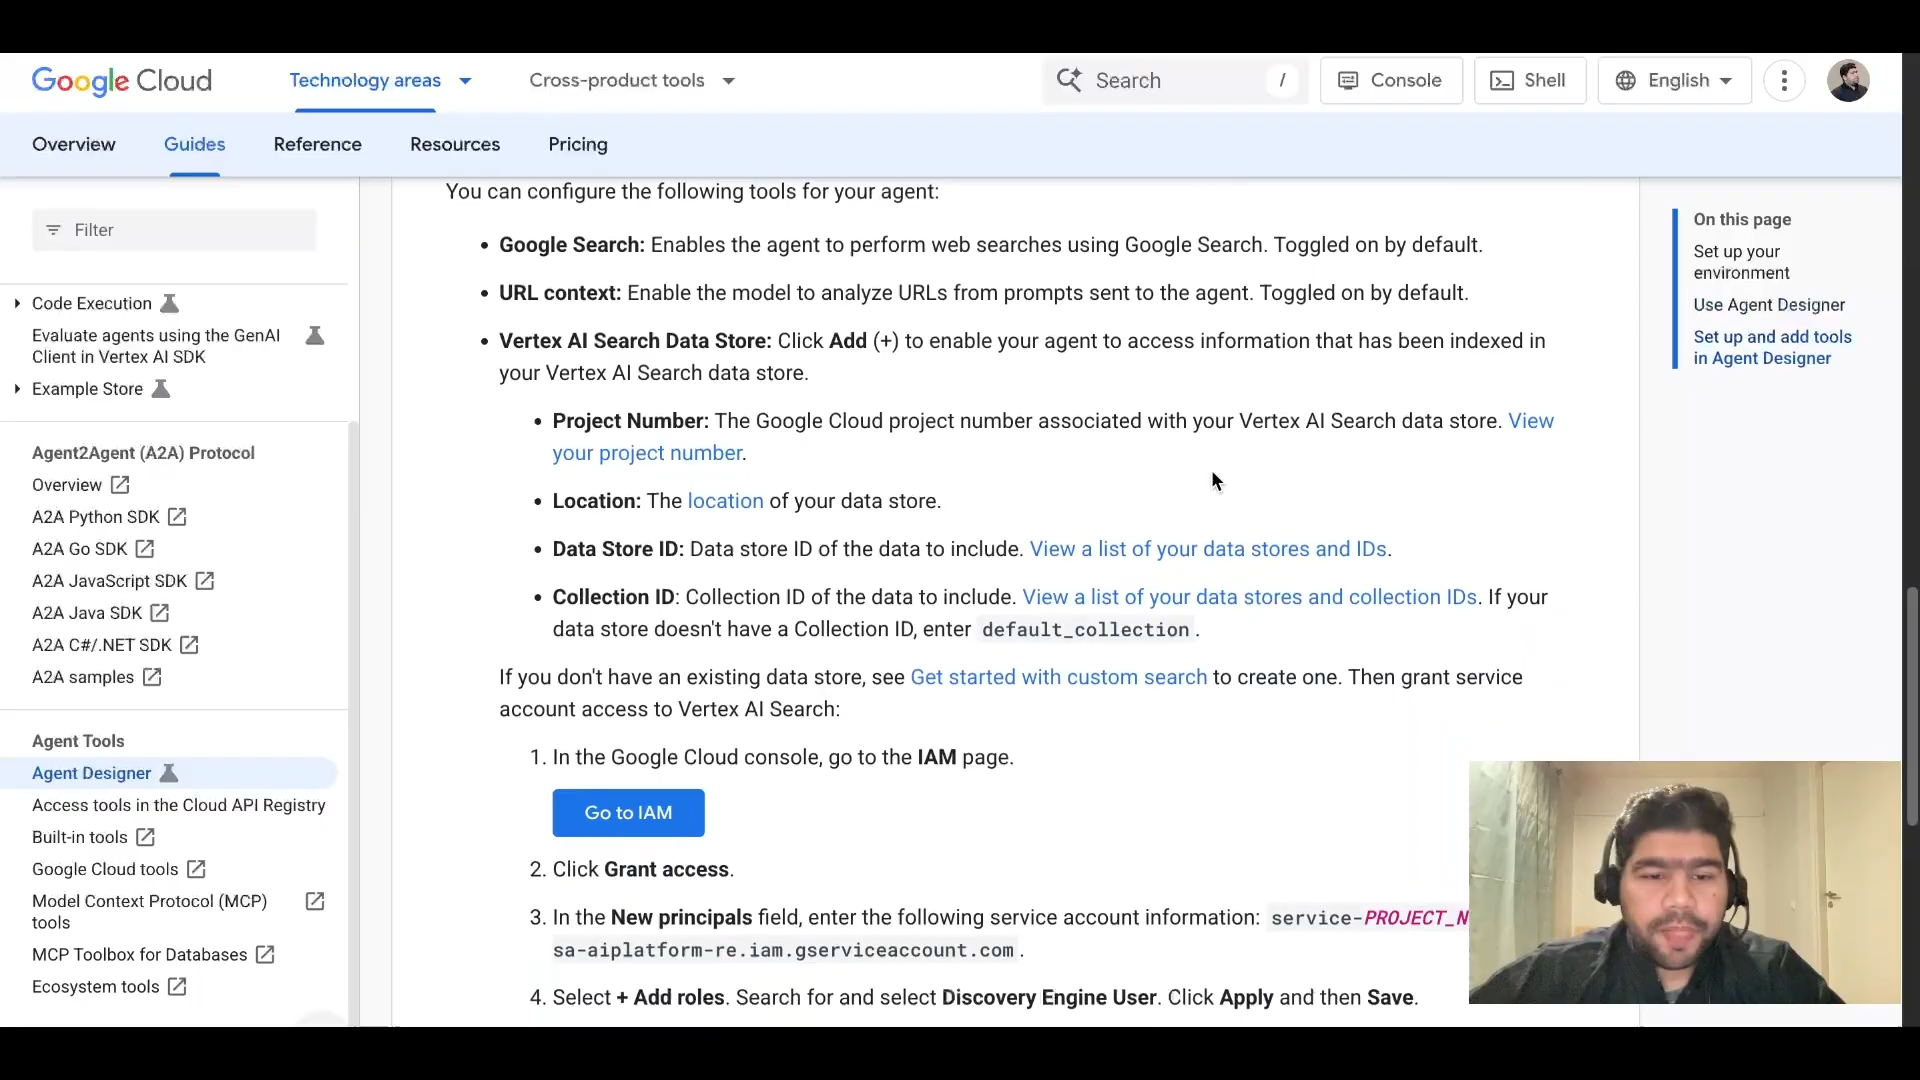 Google Cloud
Technology areas
Cross-product tools
Search
/
Console
Shell
English
Overview
Guides
Reference
Resources
Pricing
Filter
Code Execution
Evaluate agents using the GenAI
Client in Vertex AI SDK
Example Store
Agent2Agent (A2A) Protocol
Overview
A2A Python SDK
A2A Go SDK
A2A JavaScript SDK
A2A Java SDK
A2A C#/.NET SDK
A2A samples
Agent Tools
Agent Designer
Access tools in the Cloud API Registry
Built-in tools
Google Cloud tools
Model Context Protocol (MCP)
tools
MCP Toolbox for Databases
Ecosystem tools
You can configure the following tools for your agent:
• Google Search: Enables the agent to perform web searches using Google Search. Toggled on by default.
• URL context: Enable the model to analyze URLs from prompts sent to the agent. Toggled on by default.
• Vertex AI Search Data Store: Click Add (+) to enable your agent to access information that has been indexed in
your Vertex AI Search data store.
• Project Number: The Google Cloud project number associated with your Vertex AI Search data store. View
your project number.
• Location: The location of your data store.
• Data Store ID: Data store ID of the data to include. View a list of your data stores and IDs.
• Collection ID: Collection ID of the data to include. View a list of your data stores and collection IDs. If your
data store doesn't have a Collection ID, enter default_collection.
If you don't have an existing data store, see Get started with custom search to create one. Then grant service
account access to Vertex AI Search:
1. In the Google Cloud console, go to the IAM page.
Go to IAM
2. Click Grant access.
3. In the New principals field, enter the following service account information: service-PROJECT_N
sa-aiplatform-re.iam.gserviceaccount.com.
4. Select + Add roles. Search for and select Discovery Engine User. Click Apply and then Save.
On this page
Set up your
environment
Use Agent Designer
Set up and add tools
in Agent Designer